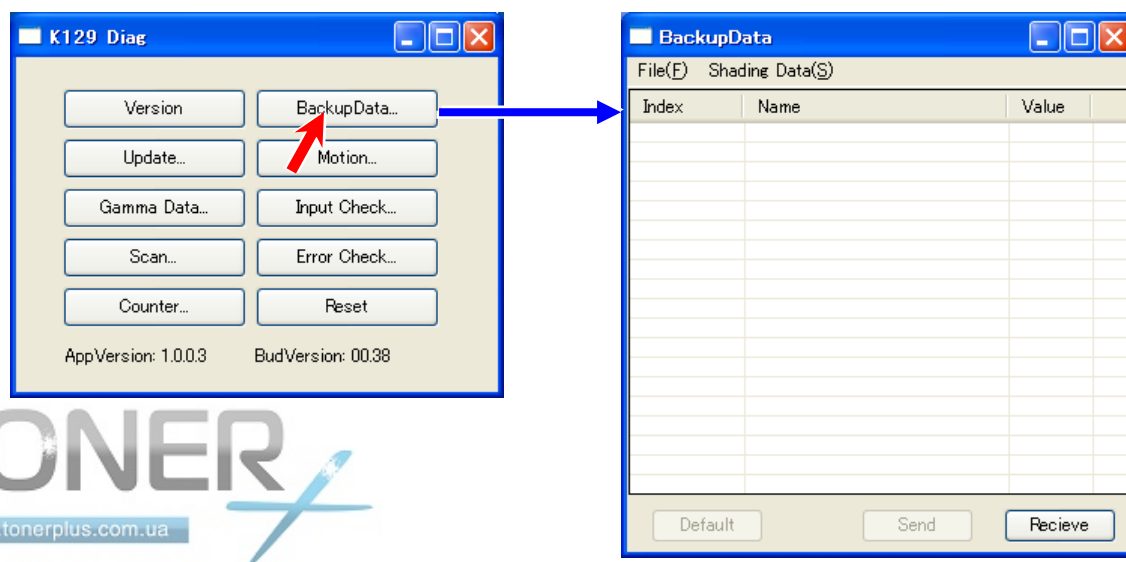 K129 Diag
Version
BackupData...
Update...
Motion...
Gamma Data...
Input Check...
Scan...
Error Check...
Counter...
Reset
AppVersion: 1.0.0.3
BudVersion: 00.38
BackupData
File(F) Shading Data(S)
Index Name Value
Default
Send
Recieve
ONER
tonerplus.com.ua